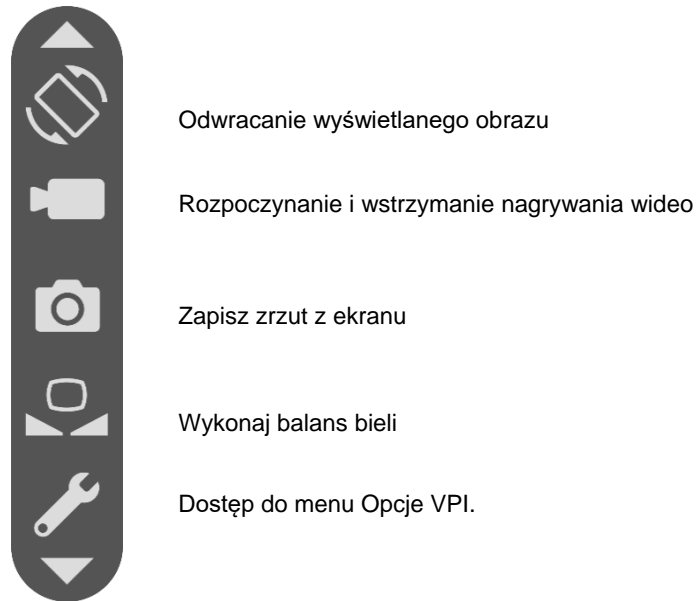 Odwracanie wyświetlanego obrazu
Rozpoczynanie i wstrzymanie nagrywania wideo
Zapisz zrzut z ekranu
Wykonaj balans bieli
Dostęp do menu Opcje VPI.